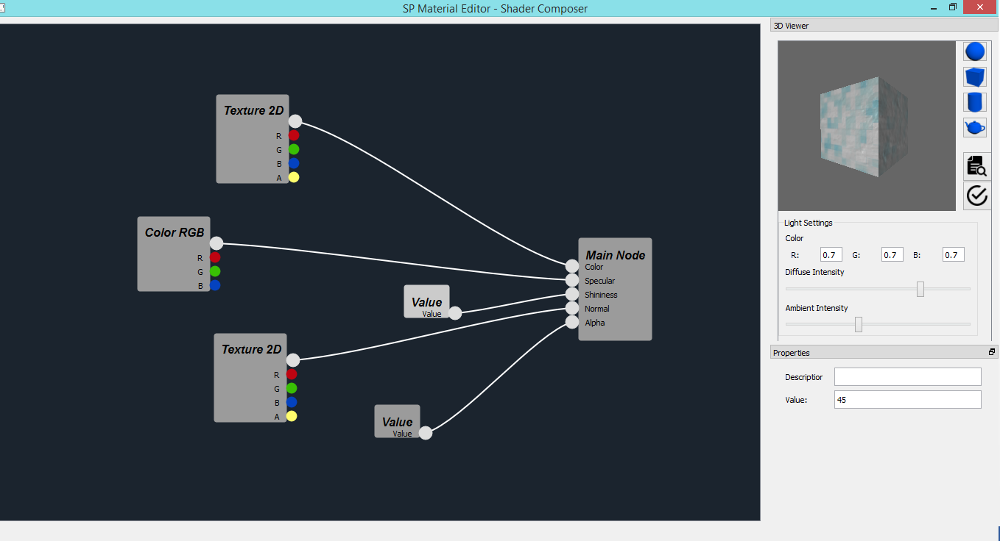 SP Material Editor - Shader Composer
3D Viewer
Texture 2D
R
G
B
A
Color RGB
R
G
B
Value
Value
Texture 2D
R
G
B
A
Value
Value
Main Node
Color
Specular
Shininess
Normal
Alpha
Light Settings
Color
R: 0.7 G: 0.7 B: 0.7
Diffuse Intensity
Ambient Intensity
Properties
Descriptior
Value: 45